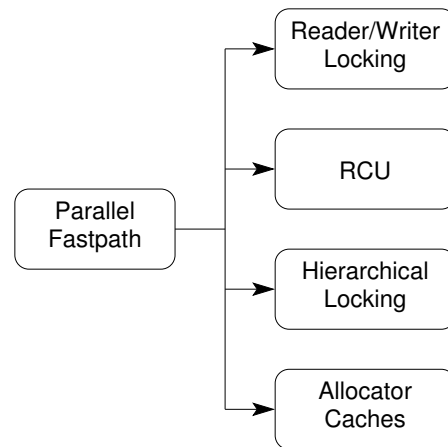 Reader/Writer
Locking
RCU
Parallel
Fastpath
Hierarchical
Locking
Allocator
Caches